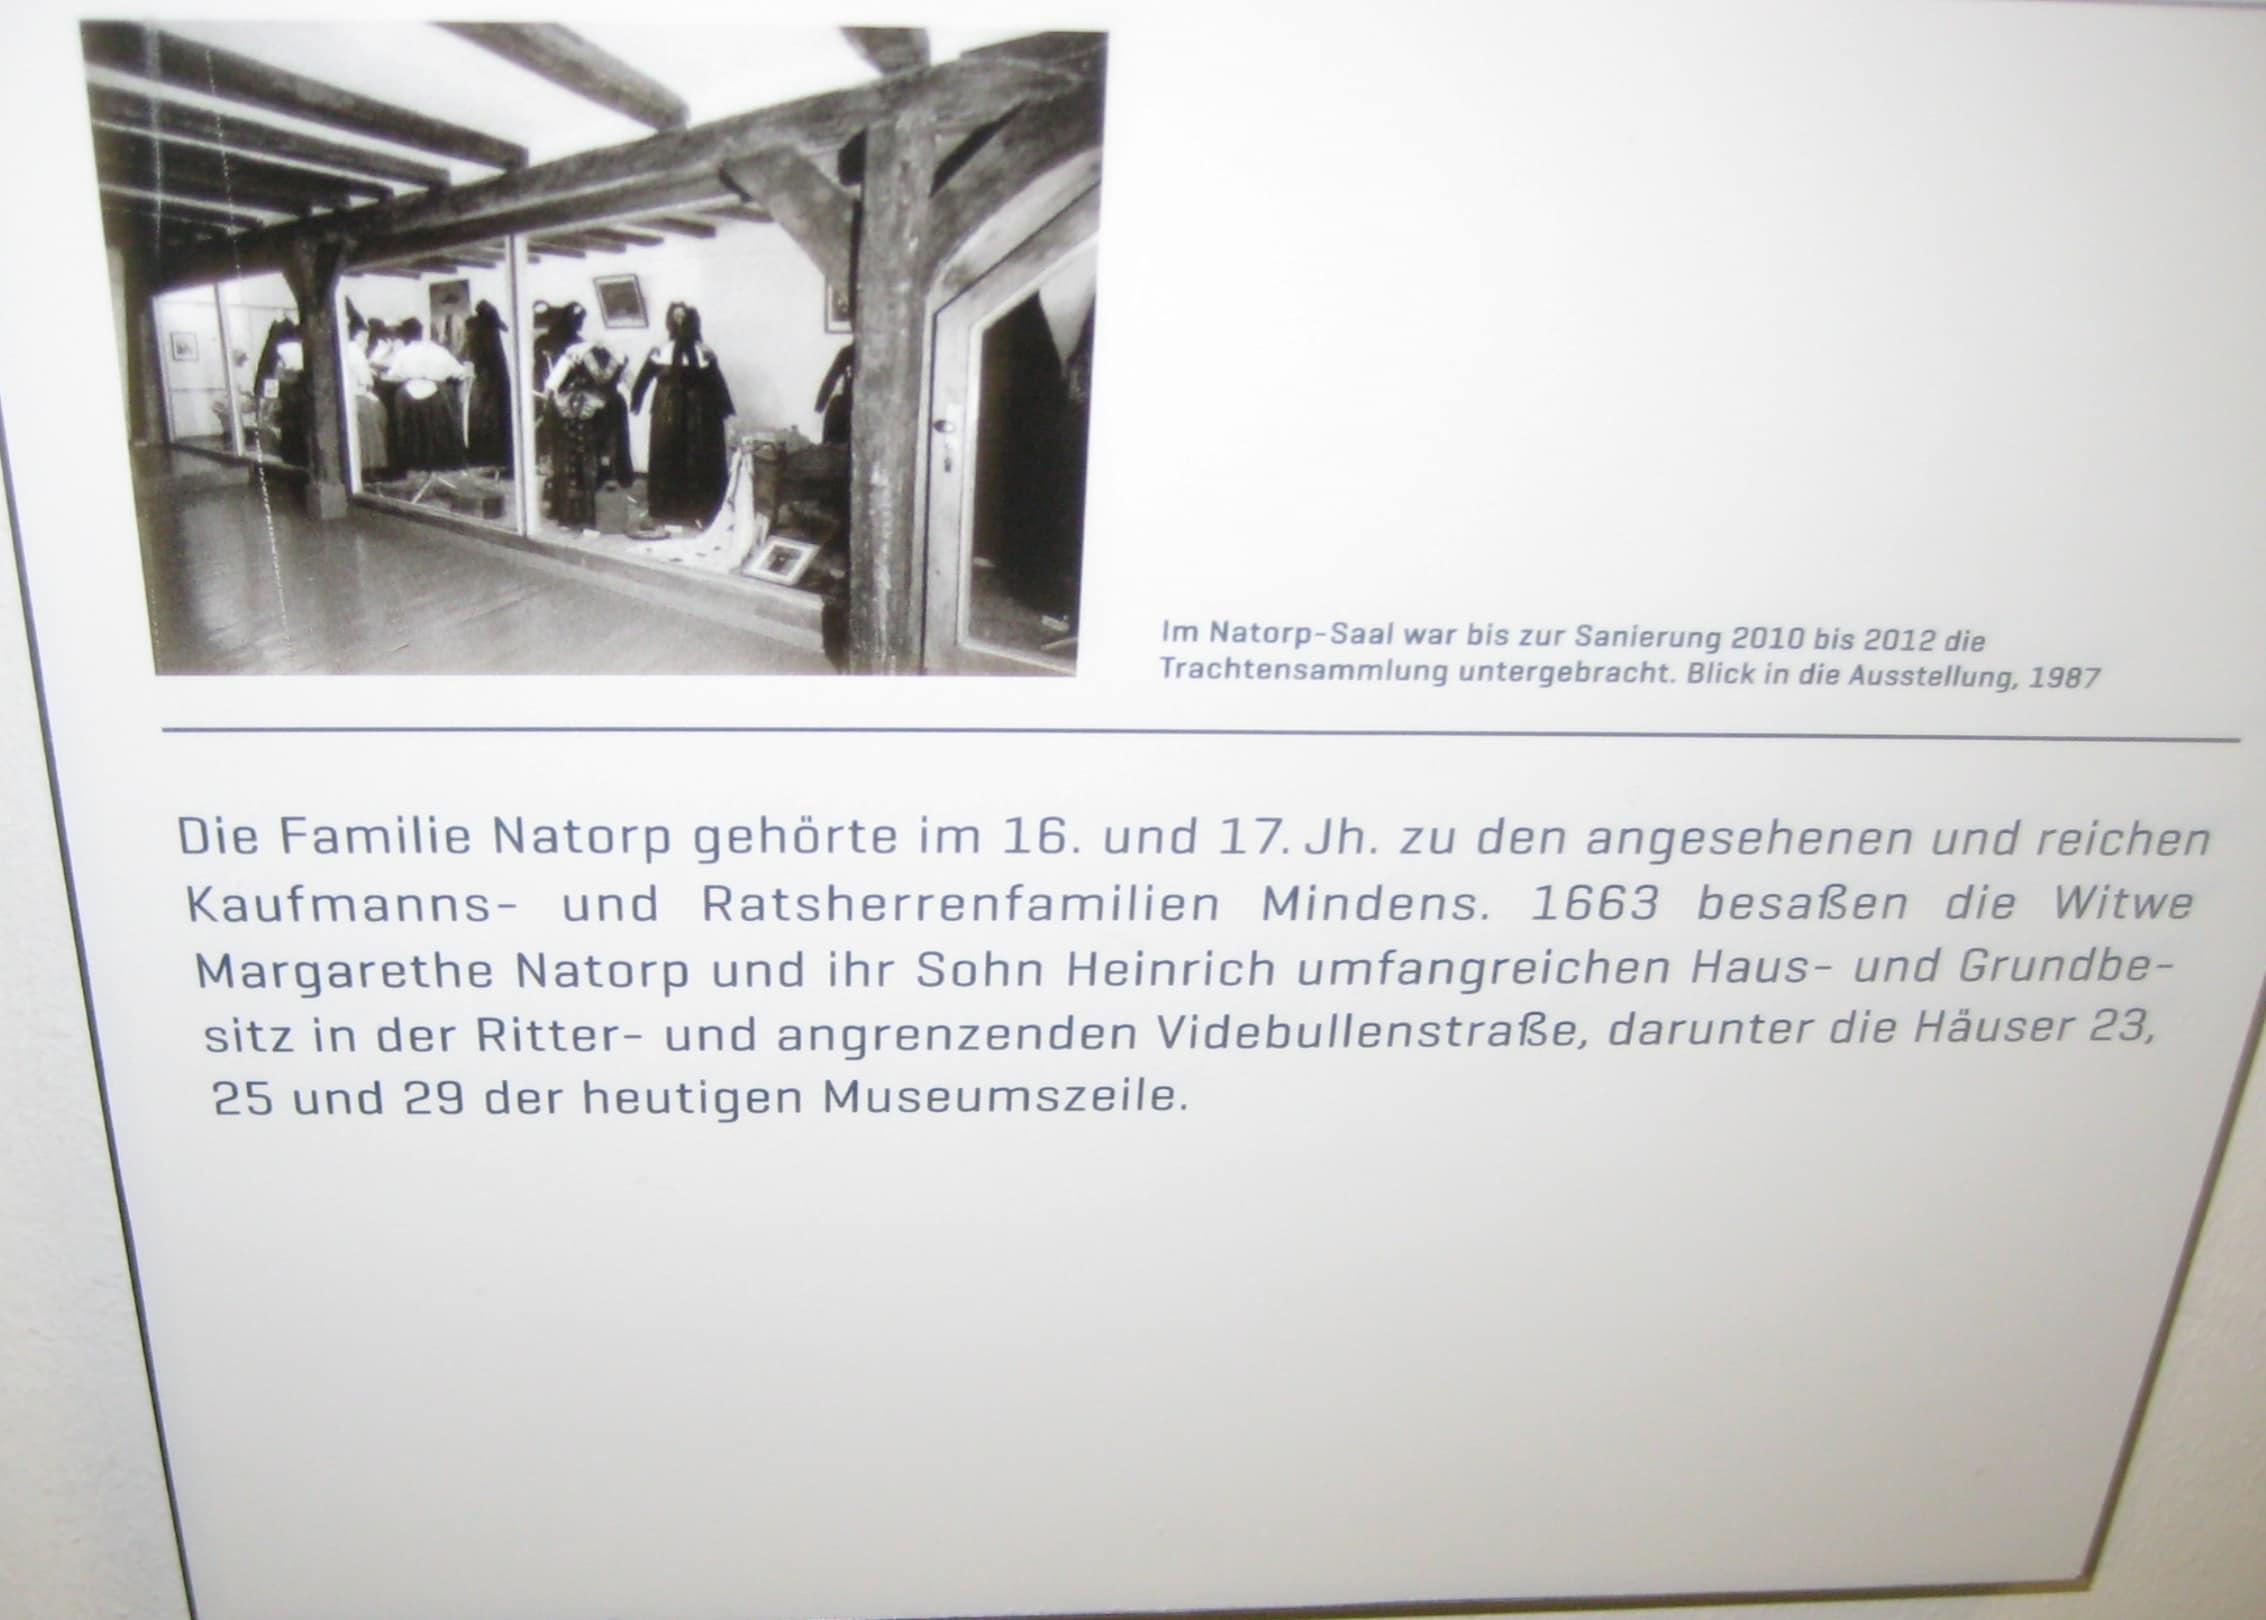 Im Natorp-Saal war bis zur Sanierung 2010 bis 2012 die
Trachtensammlung untergebracht. Blick in die Ausstellung, 1987
Die Familie Natorp gehörte im 16. und 17. Jh. zu den angesehenen und reichen
Kaufmanns- und Ratsherrenfamilien Mindens. 1663 besaßen die Witwe
Margarethe Natorp und ihr Sohn Heinrich umfangreichen Haus- und Grundbe-
sitz in der Ritter- und angrenzenden Videbullenstraße, darunter die Häuser 23,
25 und 29 der heutigen Museumszeile.